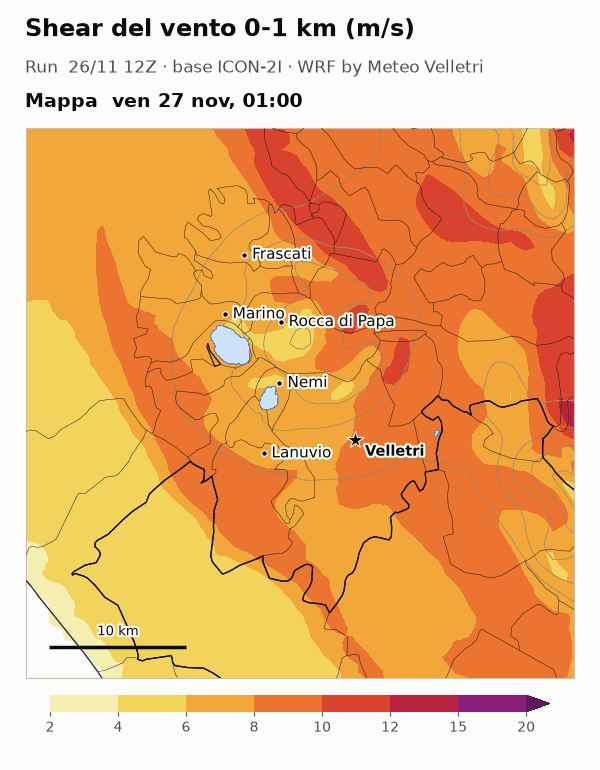 Shear del vento 0-1 km (m/s)
Run  26/11 12Z · base ICON-2I · WRF by Meteo Velletri
Mappa  ven 27 nov, 01:00
Frascati
Marino
Rocca di Papa
Nemi
Velletri
Lanuvio
10 km
2 4 6 8 10 12 15 20